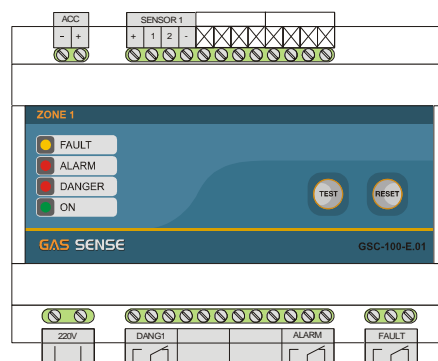 ACC
SENSOR 1
- +
+ 1 2 -
ZONE 1
FAULT
ALARM
DANGER
ON
TEST
RESET
GAS SENSE
GSC-100-E.01
220V
DANG1
ALARM
FAULT